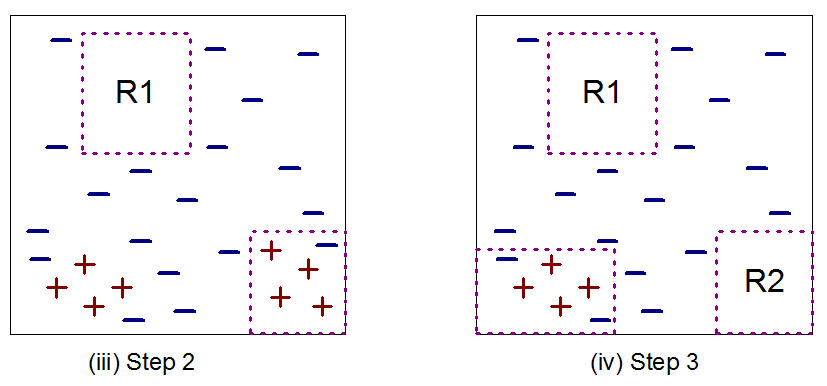 R1
R1
R2
(iii) Step 2
(iv) Step 3